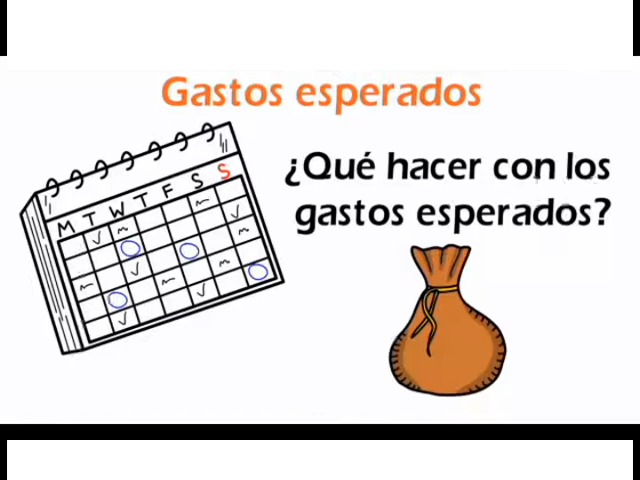 Gastos esperados
¿Qué hacer con los
gastos esperados?
M T W T F S S